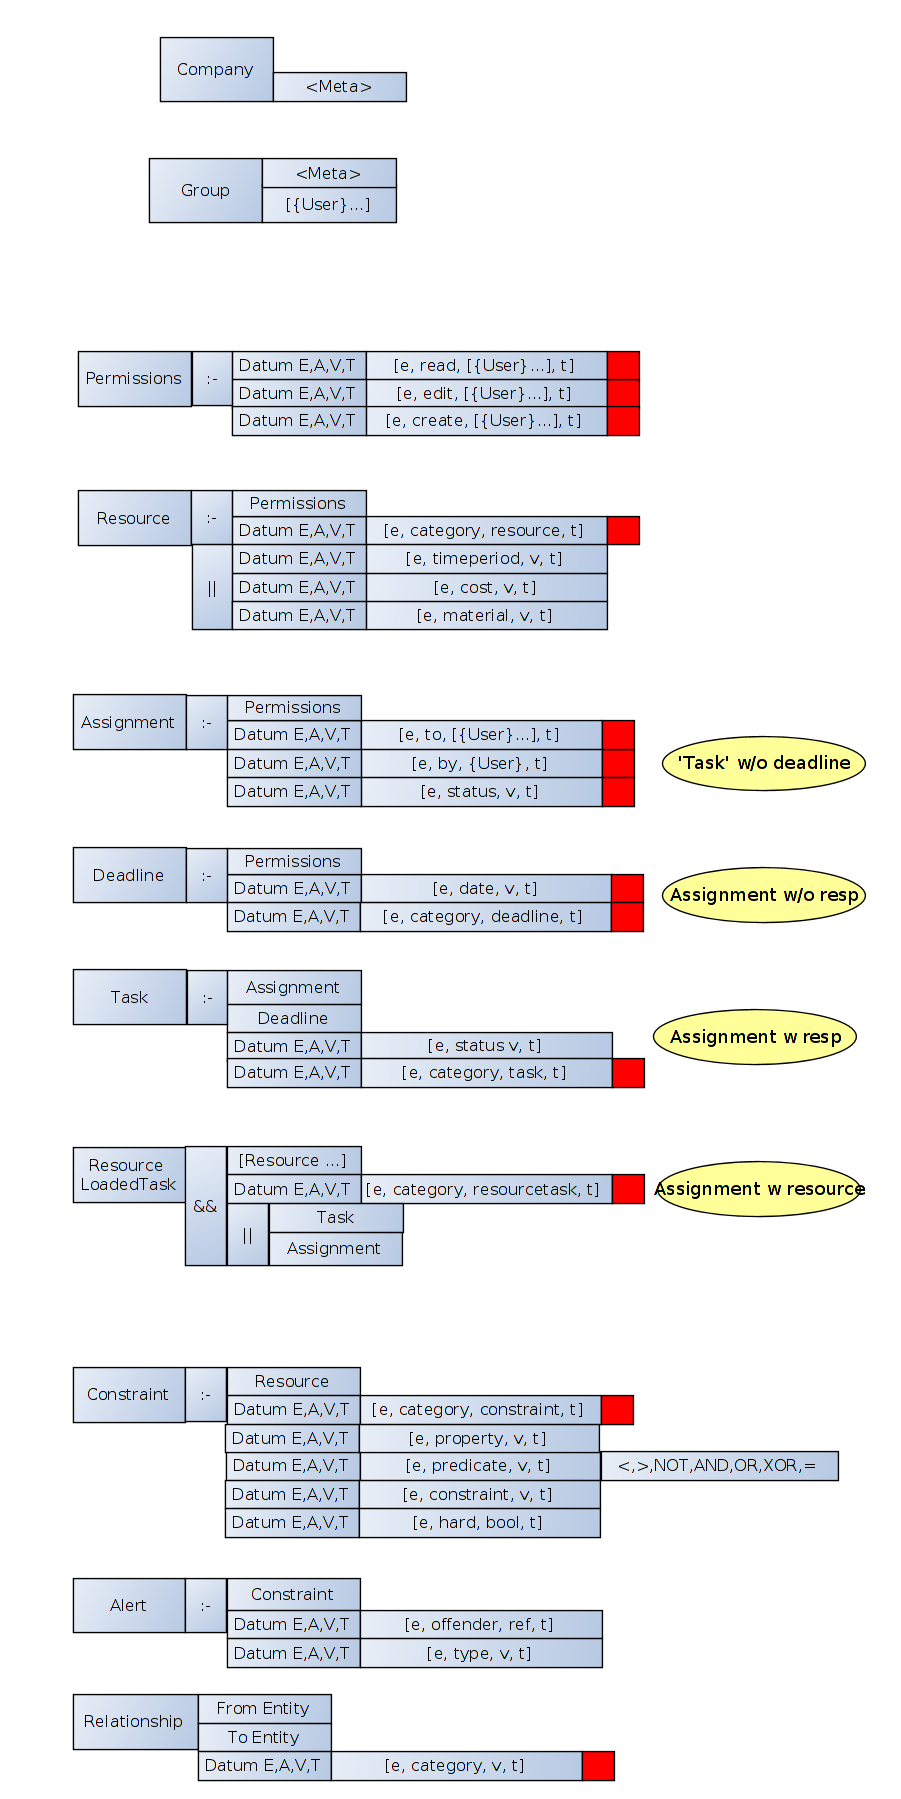 Company
<Meta>
Group
<Meta>
[{User}...]
Permissions
:-
Datum E,A,V,T
[e, read, [{User}...], t]
Datum E,A,V,T
[e, edit, [{User}...], t]
Datum E,A,V,T
[e, create, [{User}...], t]
Resource
:-
Permissions
Datum E,A,V,T
[e, category, resource, t]
||
Datum E,A,V,T
[e, timeperiod, v, t]
Datum E,A,V,T
[e, cost, v, t]
Datum E,A,V,T
[e, material, v, t]
Assignment
:-
Permissions
Datum E,A,V,T
[e, to, [{User}...], t]
Datum E,A,V,T
[e, by, {User}, t]
Datum E,A,V,T
[e, status, v, t]
'Task' w/o deadline
Deadline
:-
Permissions
Datum E,A,V,T
[e, date, v, t]
Datum E,A,V,T
[e, category, deadline, t]
Assignment w/o resp
Task
:-
Assignment
Deadline
Datum E,A,V,T
[e, status v, t]
Datum E,A,V,T
[e, category, task, t]
Assignment w resp
Resource
LoadedTask
&&
[Resource ...]
Datum E,A,V,T
[e, category, resourcetask, t]
||
Task
Assignment
Assignment w resource
Constraint
:-
Resource
Datum E,A,V,T
[e, category, constraint, t]
Datum E,A,V,T
[e, property, v, t]
Datum E,A,V,T
[e, predicate, v, t]
<,>,NOT,AND,OR,XOR,=
Datum E,A,V,T
[e, constraint, v, t]
Datum E,A,V,T
[e, hard, bool, t]
Alert
:-
Constraint
Datum E,A,V,T
[e, offender, ref, t]
Datum E,A,V,T
[e, type, v, t]
Relationship
From Entity
To Entity
Datum E,A,V,T
[e, category, v, t]